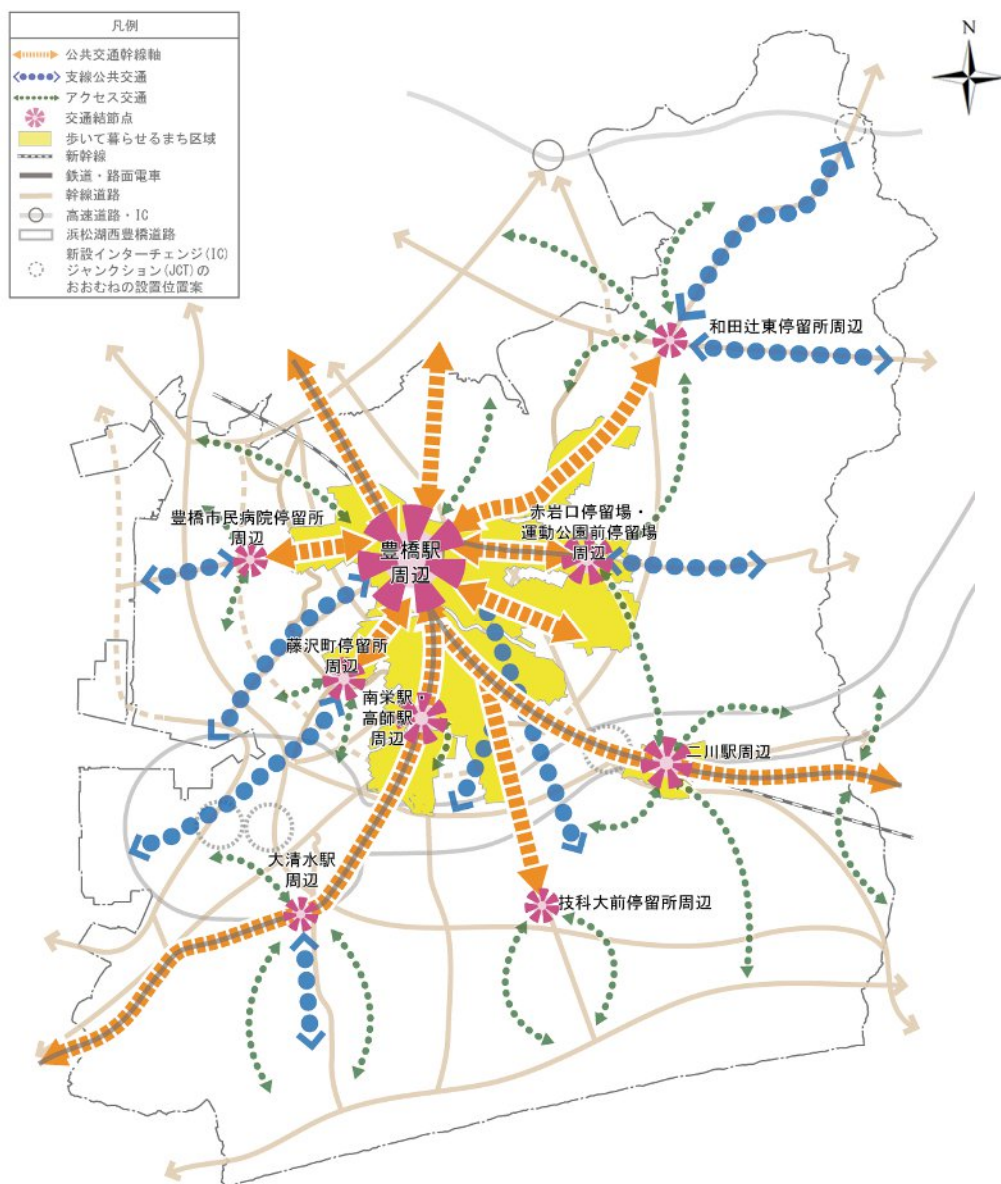 凡例
公共交通幹線軸
支線公共交通
アクセス交通
交通結節点
歩いて暮らせるまち区域
新幹線
鉄道・路面電車
幹線道路
高速道路・IC
浜松湖西豊橋道路
新設インターチェンジ(IC)
ジャンクション(JCT)の
おおむねの設置位置案
N
和田辻東停留所周辺
赤岩口停留場・
運動公園前停留場
周辺
豊橋市民病院停留所
周辺
豊橋駅
周辺
藤沢町停留所
周辺
南栄駅・
高師駅
周辺
二川駅周辺
大清水駅
周辺
技科大前停留所周辺